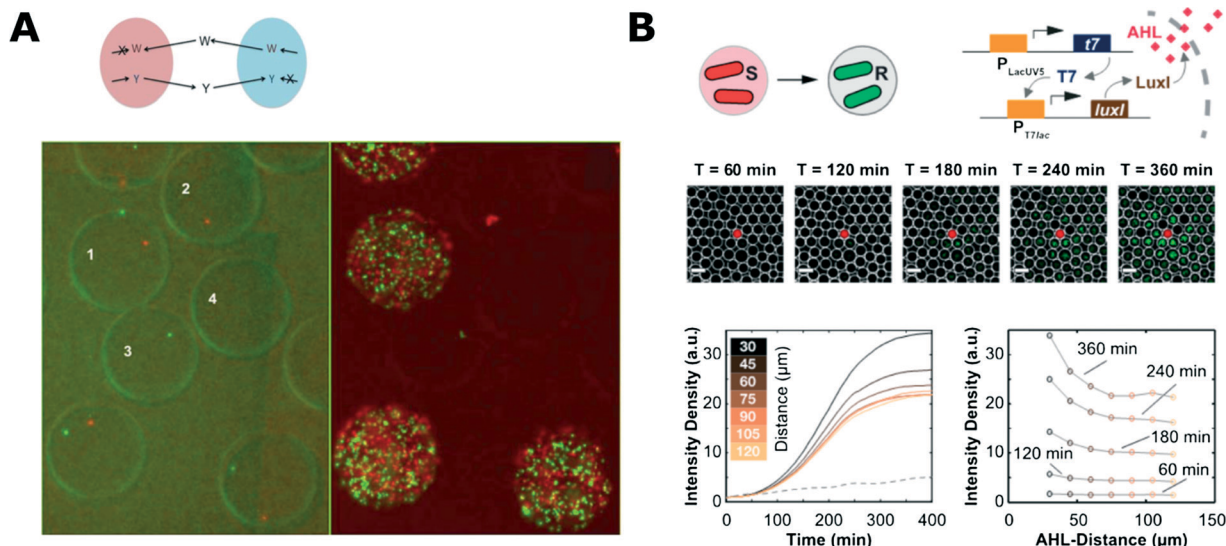 A
X W
W
W
Y
Y
Y X
2
1
4
3
B
S
R
AHL
t7
P LacUV5
T7
LuxI
luxI
P T7lac
T = 60 min
T = 120 min
T = 180 min
T = 240 min
T = 360 min
Intensity Density (a.u.)
30
20
10
0
30
45
60
75
90
105
120
Distance (µm)
0
100
200
300
400
Time (min)
Intensity Density (a.u.)
30
20
10
0
360 min
240 min
180 min
120 min
60 min
0
50
100
150
AHL-Distance (µm)